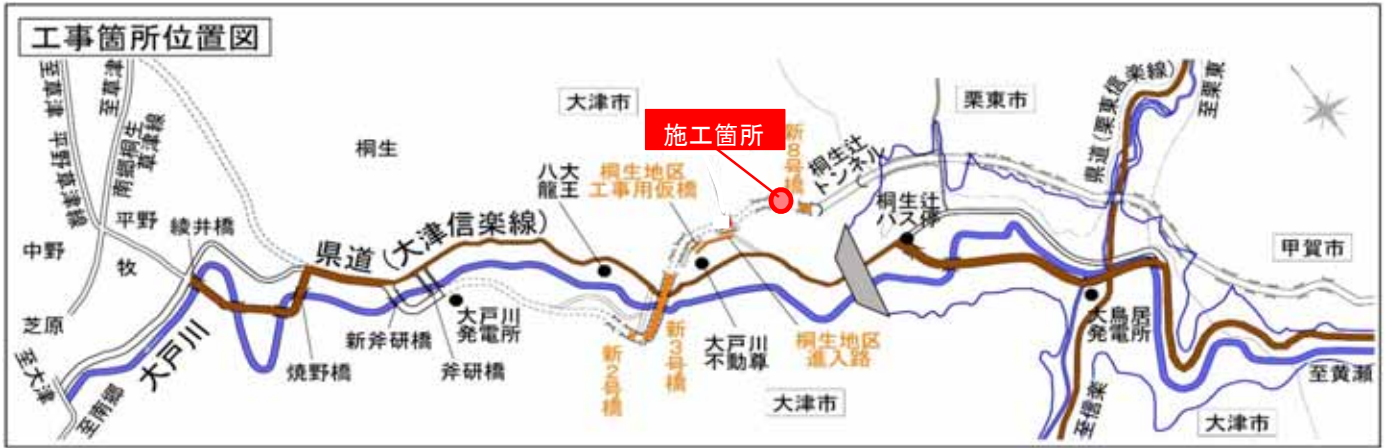 工事箇所位置図
至草津
平野草津線
至草津
南郷桐生
草津線
桐生
大津市
施工箇所
栗東市
県道(栗東信楽線)
至栗東
新8号橋
桐生辻
トンネル
八大
龍王
桐生地区
工事用仮橋
桐生辻
バス停
中野
平野
綾井橋
牧
県道(大津信楽線)
甲賀市
芝原
至大津
大戸川
至南郷
焼野橋
新斧研橋
斧研橋
大戸川
発電所
新2号橋
新3号橋
大戸川
不動尊
桐生地区
進入路
大鳥居
発電所
至信楽
至黄瀬
大津市
大津市